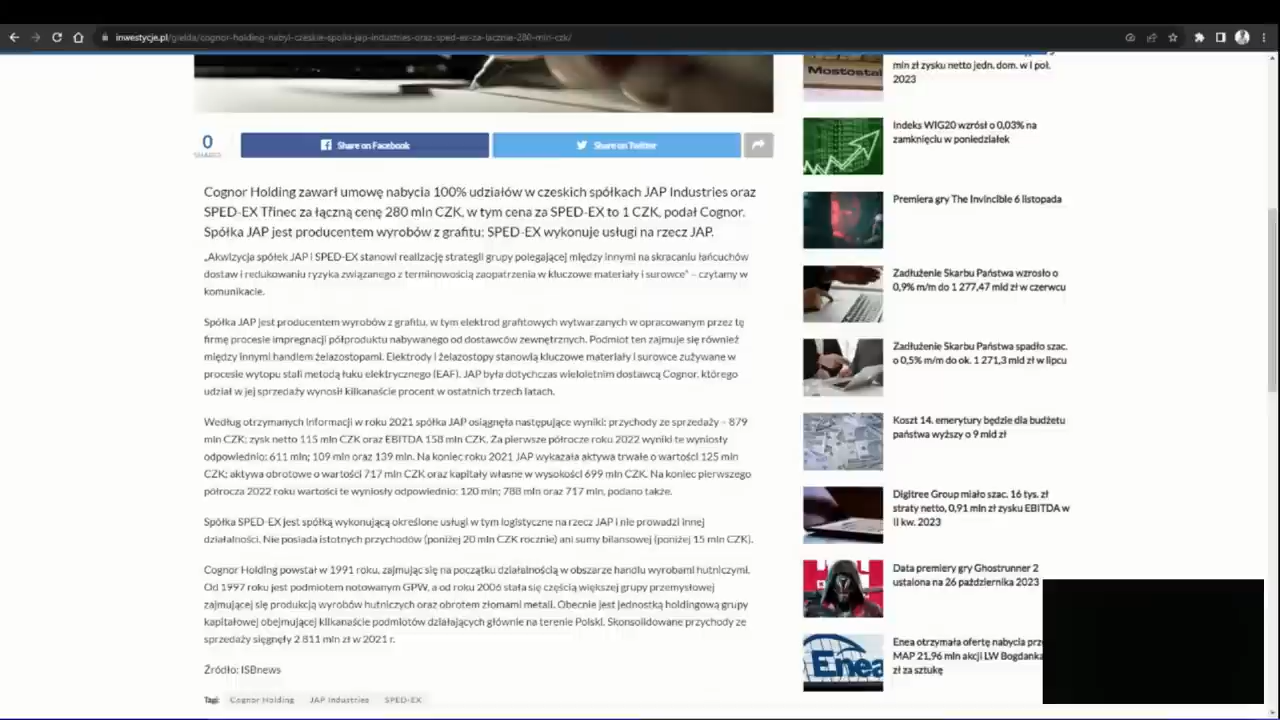 inwestycje.pl/gielda/cognor-holding-nabyl-czeskie-spolki-jap-industries-oraz-sped-ex-za-lacznie-280-mln-czk/
0
SHARES
Share on Facebook
Share on Twitter
Cognor Holding zawarł umowę nabycia 100% udziałów w czeskich spółkach JAP Industries oraz
SPED-EX Třinec za łączną cenę 280 mln CZK, w tym cena za SPED-EX to 1 CZK, podał Cognor.
Spółka JAP jest producentem wyrobów z grafitu; SPED-EX wykonuje usługi na rzecz JAP.
„Akwizycja spółek JAP i SPED-EX stanowi realizację strategii grupy polegającej między innymi na skracaniu łańcuchów
dostaw i redukowaniu ryzyka związanego z terminowością zaopatrzenia w kluczowe materiały i surowce" – czytamy w
komunikacie.
Spółka JAP jest producentem wyrobów z grafitu, w tym elektrod grafitowych wytwarzanych w opracowanym przez tę
firmę procesie impregnacji półproduktu nabywanego od dostawców zewnętrznych. Podmiot ten zajmuje się również
między innymi handlem żelazostopami. Elektrody i żelazostopy stanowią kluczowe materiały i surowce zużywane w
procesie wytopu stali metodą łuku elektrycznego (EAF). JAP była dotychczas wieloletnim dostawcą Cognor, którego
udział w jej sprzedaży wynosił kilkanaście procent w ostatnich trzech latach.
Według otrzymanych informacji w roku 2021 spółka JAP osiągnęła następujące wyniki: przychody ze sprzedaży – 879
mln CZK; zysk netto 115 mln CZK oraz EBITDA 158 mln CZK. Za pierwsze półrocze roku 2022 wyniki te wyniosły
odpowiednio: 611 mln; 109 mln oraz 139 mln. Na koniec roku 2021 JAP wykazała aktywa trwałe o wartości 125 mln
CZK; aktywa obrotowe o wartości 717 mln CZK oraz kapitały własne w wysokości 699 mln CZK. Na koniec pierwszego
półrocza 2022 roku wartości te wyniosły odpowiednio: 120 mln; 788 mln oraz 717 mln, podano także.
Spółka SPED-EX jest spółką wykonującą określone usługi w tym logistyczne na rzecz JAP i nie prowadzi innej
działalności. Nie posiada istotnych przychodów (poniżej 20 mln CZK rocznie) ani sumy bilansowej (poniżej 15 mln CZK).
Cognor Holding powstał w 1991 roku, zajmując się na początku działalnością w obszarze handlu wyrobami hutniczymi.
Od 1997 roku jest podmiotem notowanym GPW, a od roku 2006 stała się częścią większej grupy przemysłowej
zajmującej się produkcją wyrobów hutniczych oraz obrotem złomami metali. Obecnie jest jednostką holdingową grupy
kapitałowej obejmującej kilkanaście podmiotów działających głównie na terenie Polski. Skonsolidowane przychody ze
sprzedaży sięgnęły 2 811 mln zł w 2021 r.
Źródło: ISBnews
Tagi: Cognor Holding JAP Industries SPED-EX
Mostostal
mln zł zysku netto jedn. dom. w I poł.
2023
Indeks WIG20 wzrósł o 0,03% na
zamknięciu w poniedziałek
Premiera gry The Invincible 6 listopada
Zadłużenie Skarbu Państwa wzrosło o
0,9% m/m do 1 277,47 mld zł w czerwcu
Zadłużenie Skarbu Państwa spadło szac.
o 0,5% m/m do ok. 1 271,3 mld zł w lipcu
Koszt 14. emerytury będzie dla budżetu
państwa wyższy o 9 mld zł
Digitree Group miało szac. 16 tys. zł
straty netto, 0,91 mln zł zysku EBITDA w
II kw. 2023
Data premiery gry Ghostrunner 2
ustalona na 26 października 2023
Enea
Enea otrzymała ofertę nabycia
MAP 21,96 mln akcji LW Bogdanka
zł za sztukę